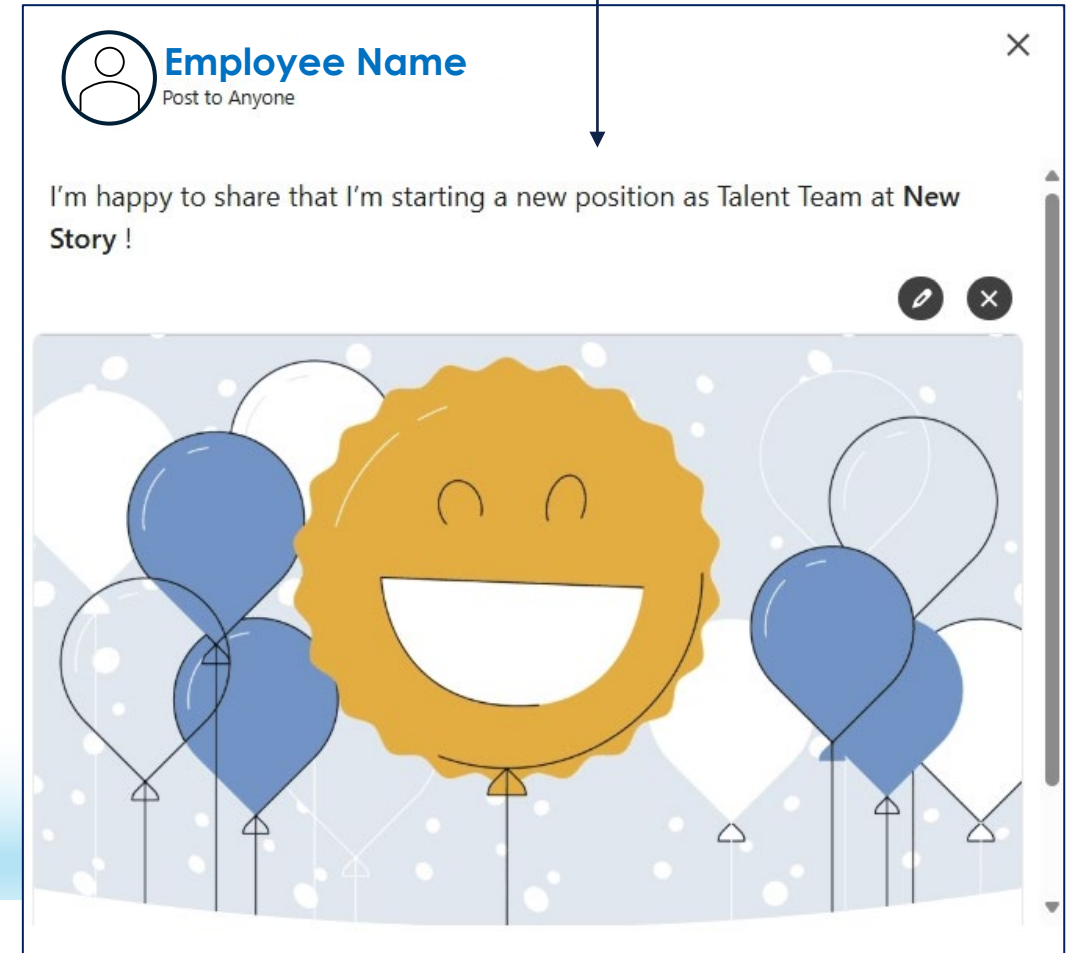 Employee Name
Post to Anyone
I’m happy to share that I’m starting a new position as Talent Team at New
Story !